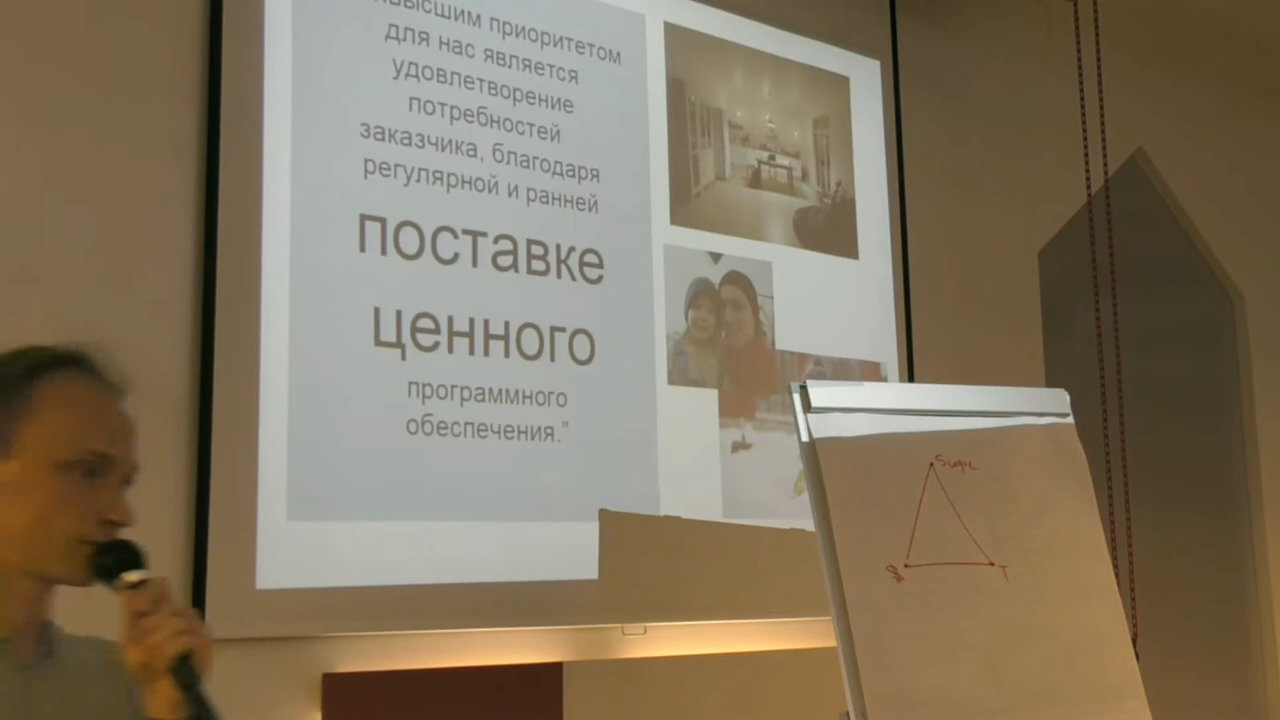 высшим приоритетом
для нас является
удовлетворение
потребностей
заказчика, благодаря
регулярной и ранней
поставке
ценного
программного
обеспечения.”
Scope
$
T